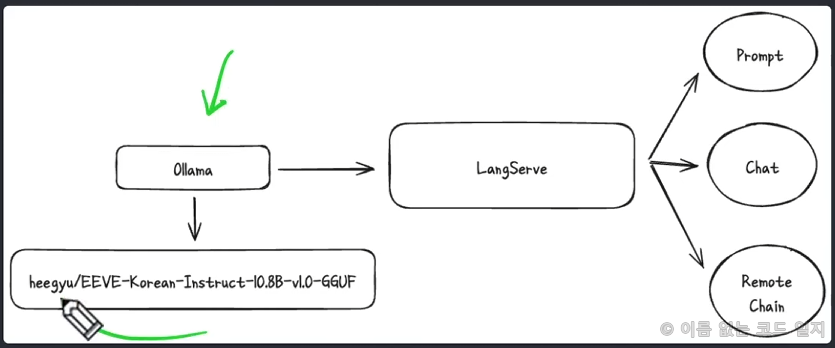 Prompt
Ollama
LangServe
Chat
heegyu/EEVE-Korean-Instruct-10.8B-v1.0-GGUF
Remote
Chain
© 이름 없는 코드 일지